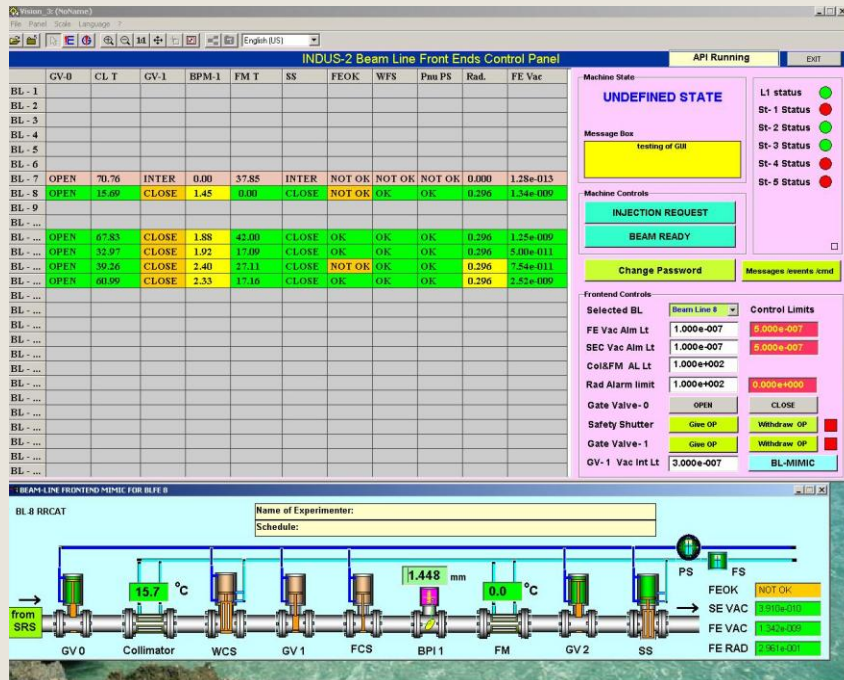 Vision_3: (NoName)
File Panel Scale Language ?
English (US)
INDUS-2 Beam Line Front Ends Control Panel
API Running
EXIT
GV-0 CL T GV-1 BPM-1 FM T SS FEOK WFS Pnu PS Rad. FE Vac
BL - 1
BL - 2
BL - 3
BL - 4
BL - 5
BL - 6
BL - 7 OPEN 70.76 INTER 0.00 37.85 INTER NOT OK NOT OK NOT OK 0.000 1.28e-013
BL - 8 OPEN 15.69 CLOSE 1.45 0.00 CLOSE NOT OK OK OK 0.296 1.34e-009
BL - 9
BL - ...
BL - ... OPEN 67.83 CLOSE 1.88 42.00 CLOSE OK OK OK 0.296 1.25e-009
BL - ... OPEN 32.97 CLOSE 1.92 17.09 CLOSE OK OK OK 0.296 5.00e-011
BL - ... OPEN 39.26 CLOSE 2.40 27.11 CLOSE NOT OK OK OK 0.296 7.54e-011
BL - ... OPEN 60.99 CLOSE 2.33 17.16 CLOSE OK OK OK 0.296 2.52e-009
BL - ...
BL - ...
BL - ...
BL - ...
BL - ...
BL - ...
BL - ...
BL - ...
BL - ...
BL - ...
BL - ...
BL - ...
BL - ...
Machine State
UNDEFINED STATE
Message Box
testing of GUI
L1 status
St- 1 Status
St- 2 Status
St- 3 Status
St- 4 Status
St- 5 Status
Machine Controls
INJECTION REQUEST
BEAM READY
Change Password
Messages /events /cmd
Frontend Controls
Selected BL Beam Line 8 Control Limits
FE Vac Alm Lt 1.000e-007 5.000e-007
SEC Vac Alm Lt 1.000e-007 5.000e-007
Col&FM AL Lt 1.000e+002
Rad Alarm limit 1.000e+002 0.000e+000
Gate Valve- 0 OPEN CLOSE
Safety Shutter Give OP Withdraw OP
Gate Valve- 1 Give OP Withdraw OP
GV- 1 Vac Int Lt 3.000e-007 BL-MIMIC
BEAM-LINE FRONTEND MIMIC FOR BLFE 8
BL-8 RRCAT
Name of Experimenter:
Schedule:
15.7 °C
1.448 mm
0.0 °C
PS FS
from
SRS
FEOK NOT OK
SE VAC 3.910e-010
FE VAC 1.342e-009
FE RAD 2.961e-001
GV 0 Collimator WCS GV 1 FCS BPI 1 FM GV 2 SS